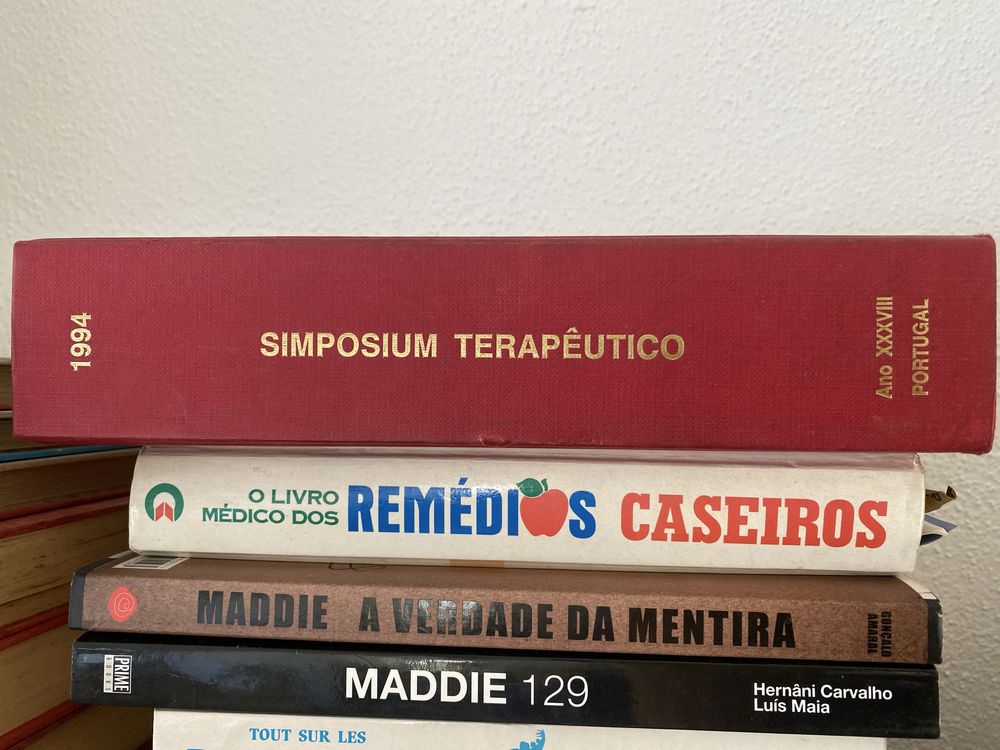 1994
SIMPOSIUM TERAPÊUTICO
Ano XXXVIII
PORTUGAL
O LIVRO
MÉDICO DOS
REMÉDIOS CASEIROS
MADDIE A VERDADE DA MENTIRA
GONÇALO
AMARAL
PRIME
BOOKS
MADDIE 129
Hernâni Carvalho
Luís Maia
TOUT SUR LES